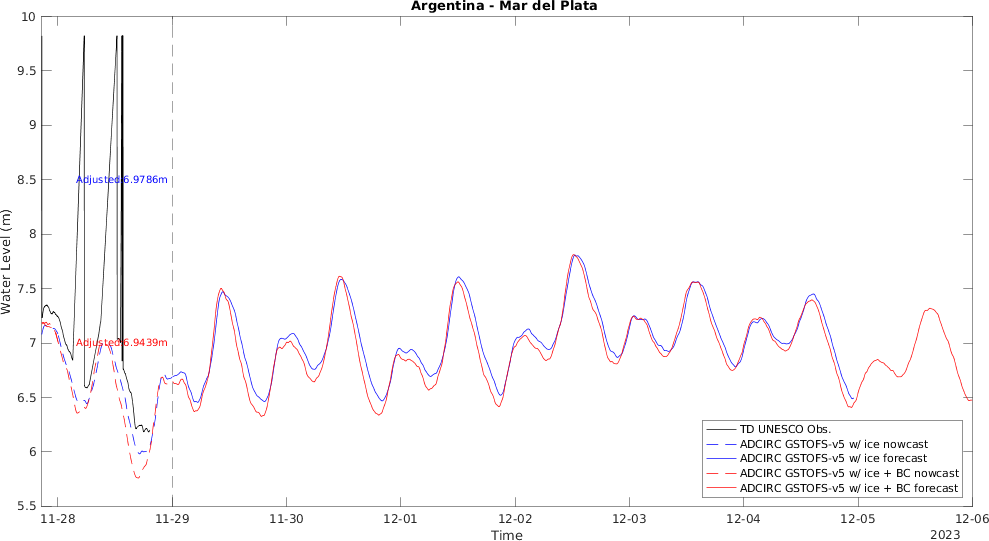 Argentina - Mar del Plata
10
9.5
9
8.5
8
7.5
7
6.5
6
5.5
Water Level (m)
Adjusted 6.9786m
Adjusted 6.9439m
TD UNESCO Obs.
ADCIRC GSTOFS-v5 w/ ice nowcast
ADCIRC GSTOFS-v5 w/ ice forecast
ADCIRC GSTOFS-v5 w/ ice + BC nowcast
ADCIRC GSTOFS-v5 w/ ice + BC forecast
11-28 11-29 11-30 12-01 12-02 12-03 12-04 12-05 12-06
Time
2023